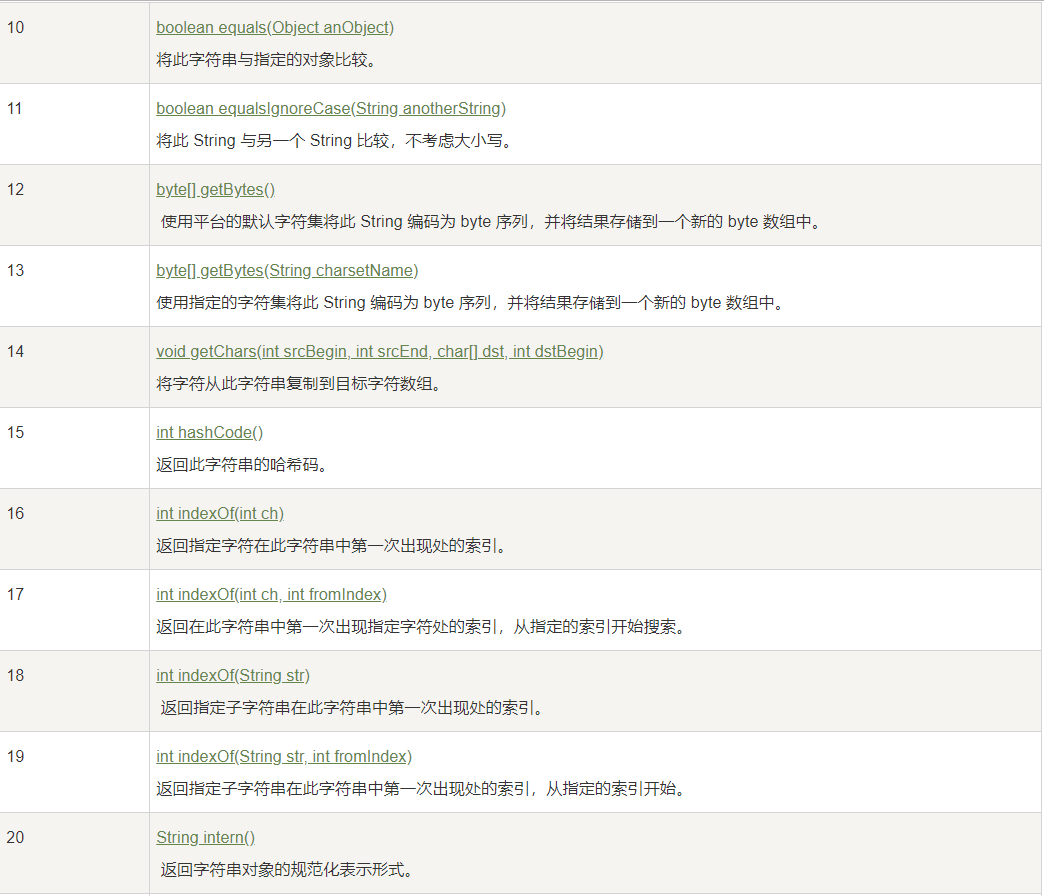 10
boolean equals(Object anObject)
将此字符串与指定的对象比较。
11
boolean equalsIgnoreCase(String anotherString)
将此 String 与另一个 String 比较，不考虑大小写。
12
byte[] getBytes()
使用平台的默认字符集将此 String 编码为 byte 序列，并将结果存储到一个新的 byte 数组中。
13
byte[] getBytes(String charsetName)
使用指定的字符集将此 String 编码为 byte 序列，并将结果存储到一个新的 byte 数组中。
14
void getChars(int srcBegin, int srcEnd, char[] dst, int dstBegin)
将字符从此字符串复制到目标字符数组。
15
int hashCode()
返回此字符串的哈希码。
16
int indexOf(int ch)
返回指定字符在此字符串中第一次出现处的索引。
17
int indexOf(int ch, int fromIndex)
返回在此字符串中第一次出现指定字符处的索引，从指定的索引开始搜索。
18
int indexOf(String str)
返回指定子字符串在此字符串中第一次出现处的索引。
19
int indexOf(String str, int fromIndex)
返回指定子字符串在此字符串中第一次出现处的索引，从指定的索引开始。
20
String intern()
返回字符串对象的规范化表示形式。